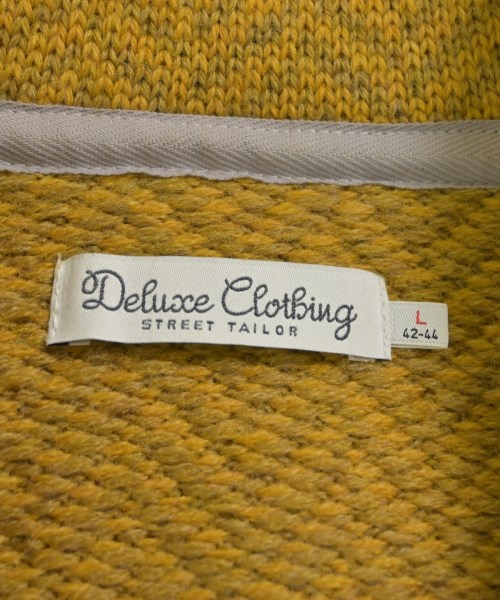 Deluxe Clothing
STREET TAILOR
L
42-44